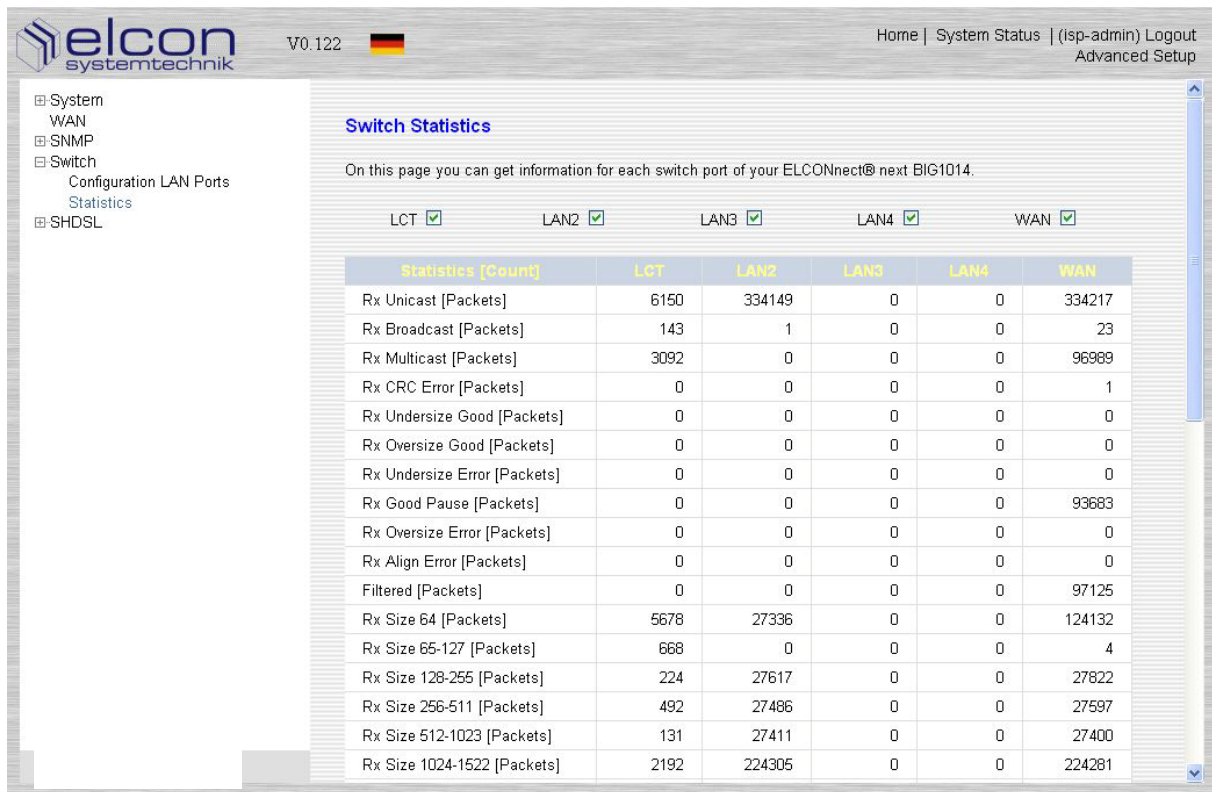 elcon
systemtechnik
V0.122
Home | System Status | (isp-admin) Logout
Advanced Setup
System
WAN
SNMP
Switch
Configuration LAN Ports
Statistics
SHDSL
Switch Statistics
On this page you can get information for each switch port of your ELCONnect® next BIG1014.
LCT LAN2 LAN3 LAN4 WAN
Statistics [Count] LCT LAN2 LAN3 LAN4 WAN
Rx Unicast [Packets] 6150 334149 0 0 334217
Rx Broadcast [Packets] 143 1 0 0 23
Rx Multicast [Packets] 3092 0 0 0 96989
Rx CRC Error [Packets] 0 0 0 0 1
Rx Undersize Good [Packets] 0 0 0 0 0
Rx Oversize Good [Packets] 0 0 0 0 0
Rx Undersize Error [Packets] 0 0 0 0 0
Rx Good Pause [Packets] 0 0 0 0 93683
Rx Oversize Error [Packets] 0 0 0 0 0
Rx Align Error [Packets] 0 0 0 0 0
Filtered [Packets] 0 0 0 0 97125
Rx Size 64 [Packets] 5678 27336 0 0 124132
Rx Size 65-127 [Packets] 668 0 0 0 4
Rx Size 128-255 [Packets] 224 27617 0 0 27822
Rx Size 256-511 [Packets] 492 27486 0 0 27597
Rx Size 512-1023 [Packets] 131 27411 0 0 27400
Rx Size 1024-1522 [Packets] 2192 224305 0 0 224281